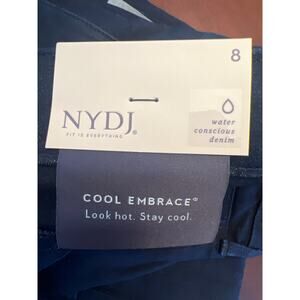 8
NYDJ®
FIT IS EVERYTHING
water
conscious
denim
COOL EMBRACE®
Look hot. Stay cool.